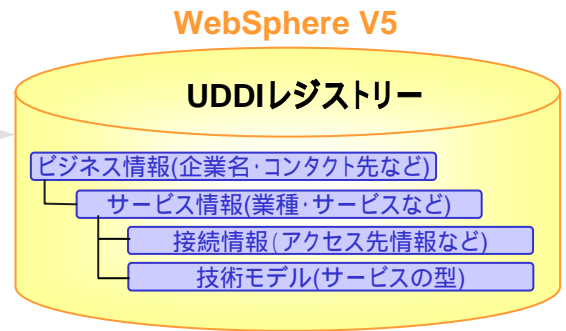 WebSphere V5
UDDIレジストリー
ビジネス情報(企業名･コンタクト先など)
サービス情報(業種･サービスなど)
接続情報(アクセス先情報など)
技術モデル(サービスの型)